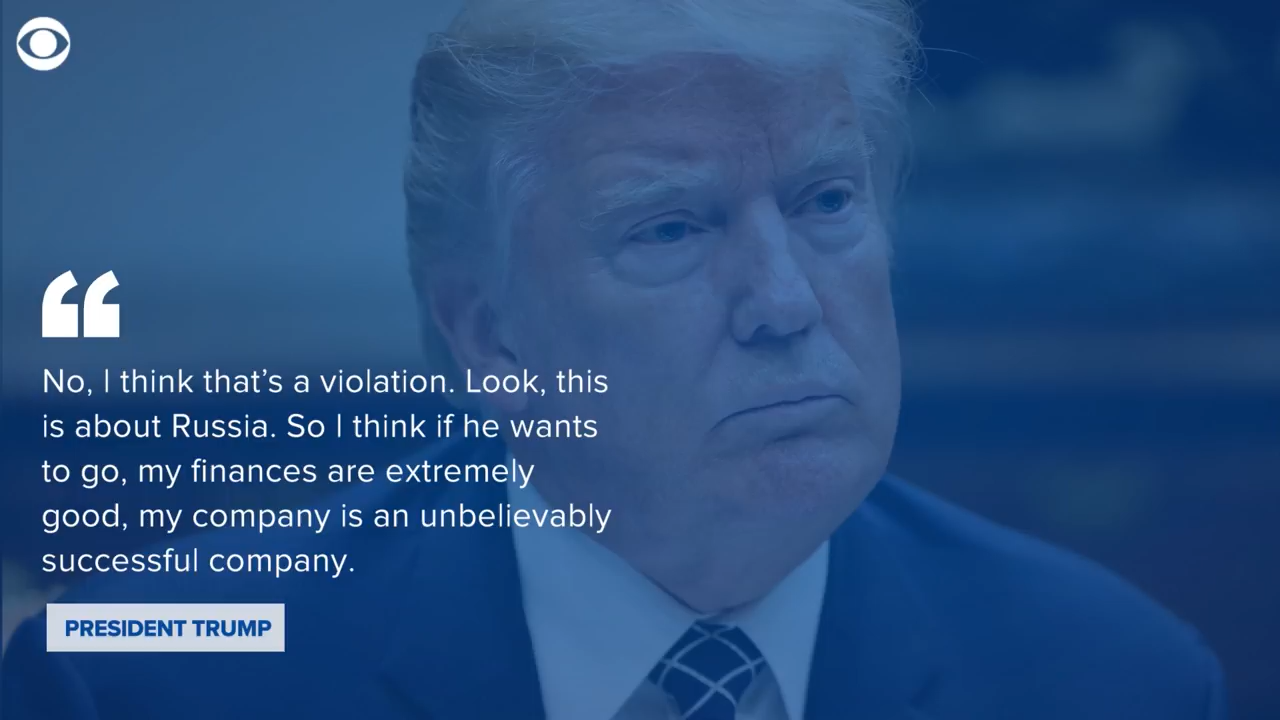 No, I think that’s a violation. Look, this
is about Russia. So I think if he wants
to go, my finances are extremely
good, my company is an unbelievably
successful company.
PRESIDENT TRUMP